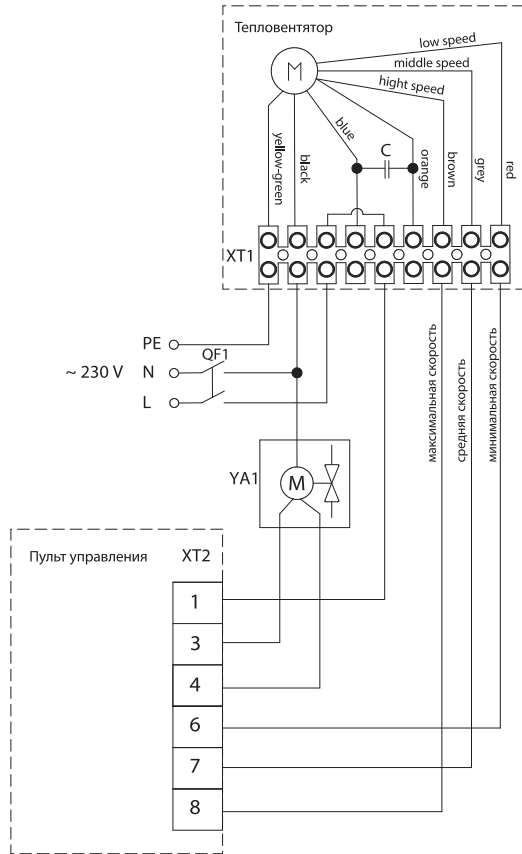 Тепловентятор
low speed
middle speed
hight speed
M
yellow-green
black
blue
C
orange
brown
grey
red
XT1
PE
QF1
~ 230 V
N
L
максимальная скорость
средняя скорость
минимальная скорость
YA1
M
Пульт управления
XT2
1
3
4
6
7
8